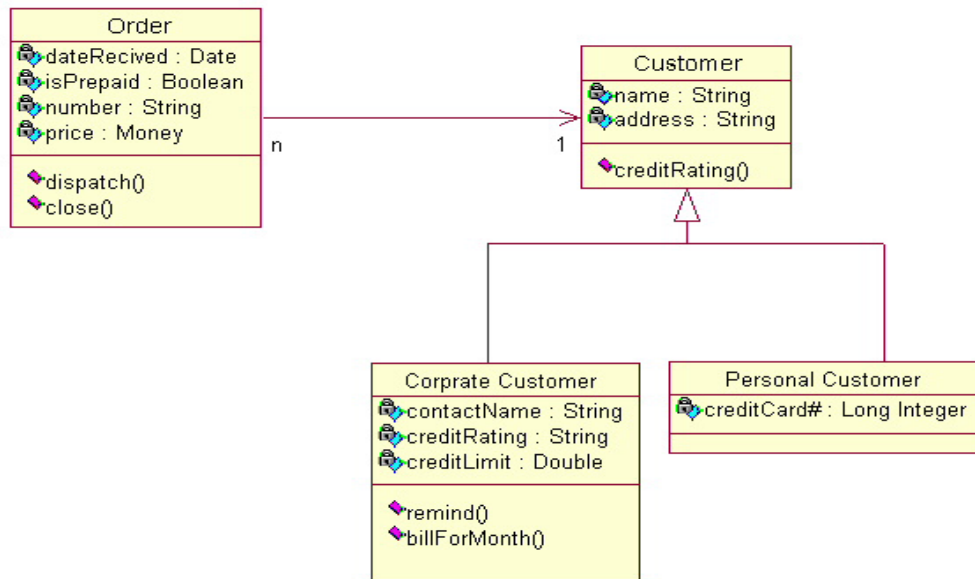 Order
dateRecived : Date
isPrepaid : Boolean
number : String
price : Money
dispatch()
close()
n
1
Customer
name : String
address : String
creditRating()
Corprate Customer
contactName : String
creditRating : String
creditLimit : Double
remind()
billForMonth()
Personal Customer
creditCard# : Long Integer